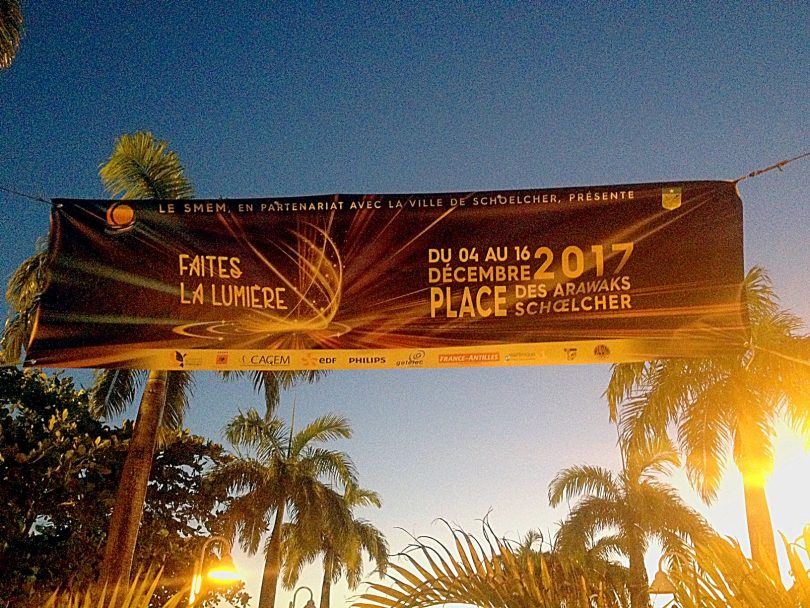 LE SMEM, EN PARTENARIAT AVEC LA VILLE DE SCHOELCHER, PRÉSENTE
FAITES
LA LUMIÈRE
DU 04 AU 16
DÉCEMBRE 2017
PLACE DES ARAWAKS
SCHŒLCHER
CAGEM
eDF
PHILIPS
getelec
FRANCE-ANTILLES